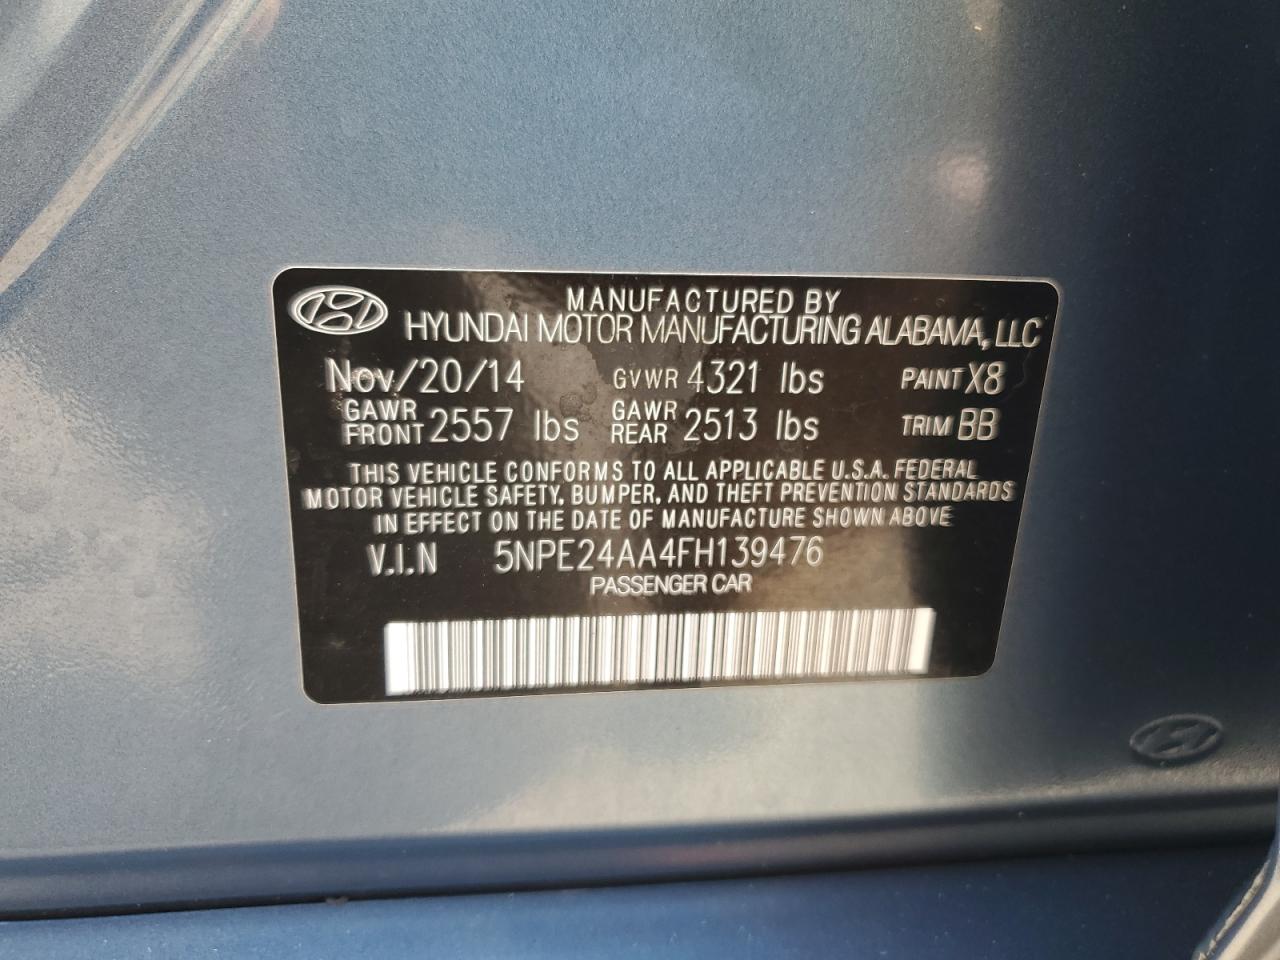 MANUFACTURED BY
HYUNDAI MOTOR MANUFACTURING ALABAMA, LLC
Nov/20/14 GVWR 4321 lbs PAINT X8
GAWR FRONT 2557 lbs GAWR REAR 2513 lbs TRIM BB
THIS VEHICLE CONFORMS TO ALL APPLICABLE U.S.A. FEDERAL
MOTOR VEHICLE SAFETY, BUMPER, AND THEFT PREVENTION STANDARDS
IN EFFECT ON THE DATE OF MANUFACTURE SHOWN ABOVE
V.I.N 5NPE24AA4FH139476
PASSENGER CAR